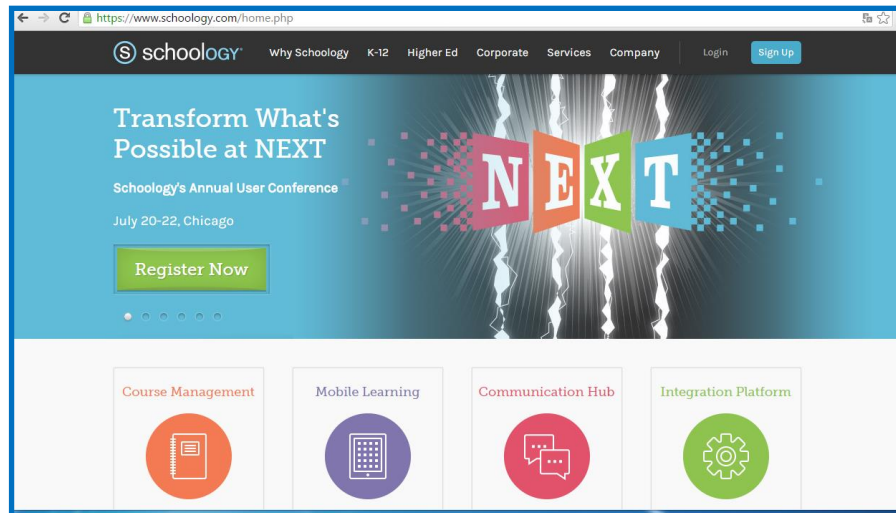 https://www.schoology.com/home.php
S schoology Why Schoology K-12 Higher Ed Corporate Services Company Login Sign Up
Transform What's
Possible at NEXT
Schoology's Annual User Conference
July 20-22, Chicago
Register Now
NEXT
Course Management Mobile Learning Communication Hub Integration Platform